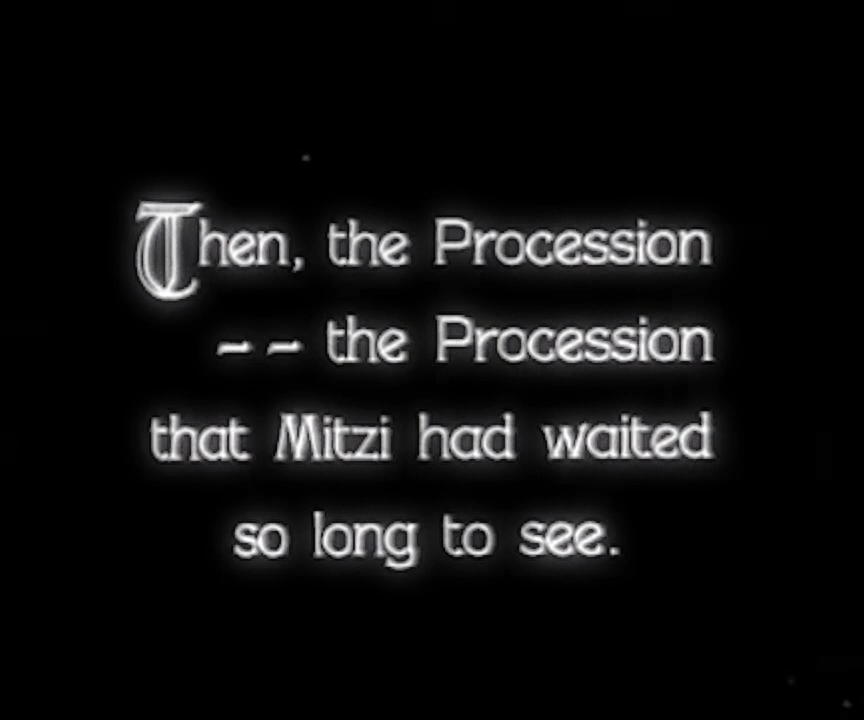 Then, the Procession
-- the Procession
that Mitzi had waited
so long to see.